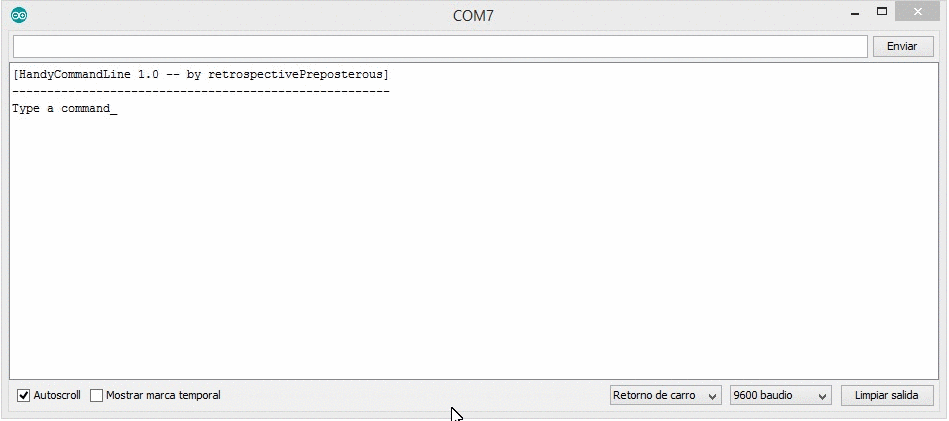 COM7
Enviar
[HandyCommandLine 1.0 -- by retrospectivePreposterous]
------------------------------------------------------
Type a command_
Autoscroll Mostrar marca temporal Retorno de carro 9600 baudio Limpiar salida